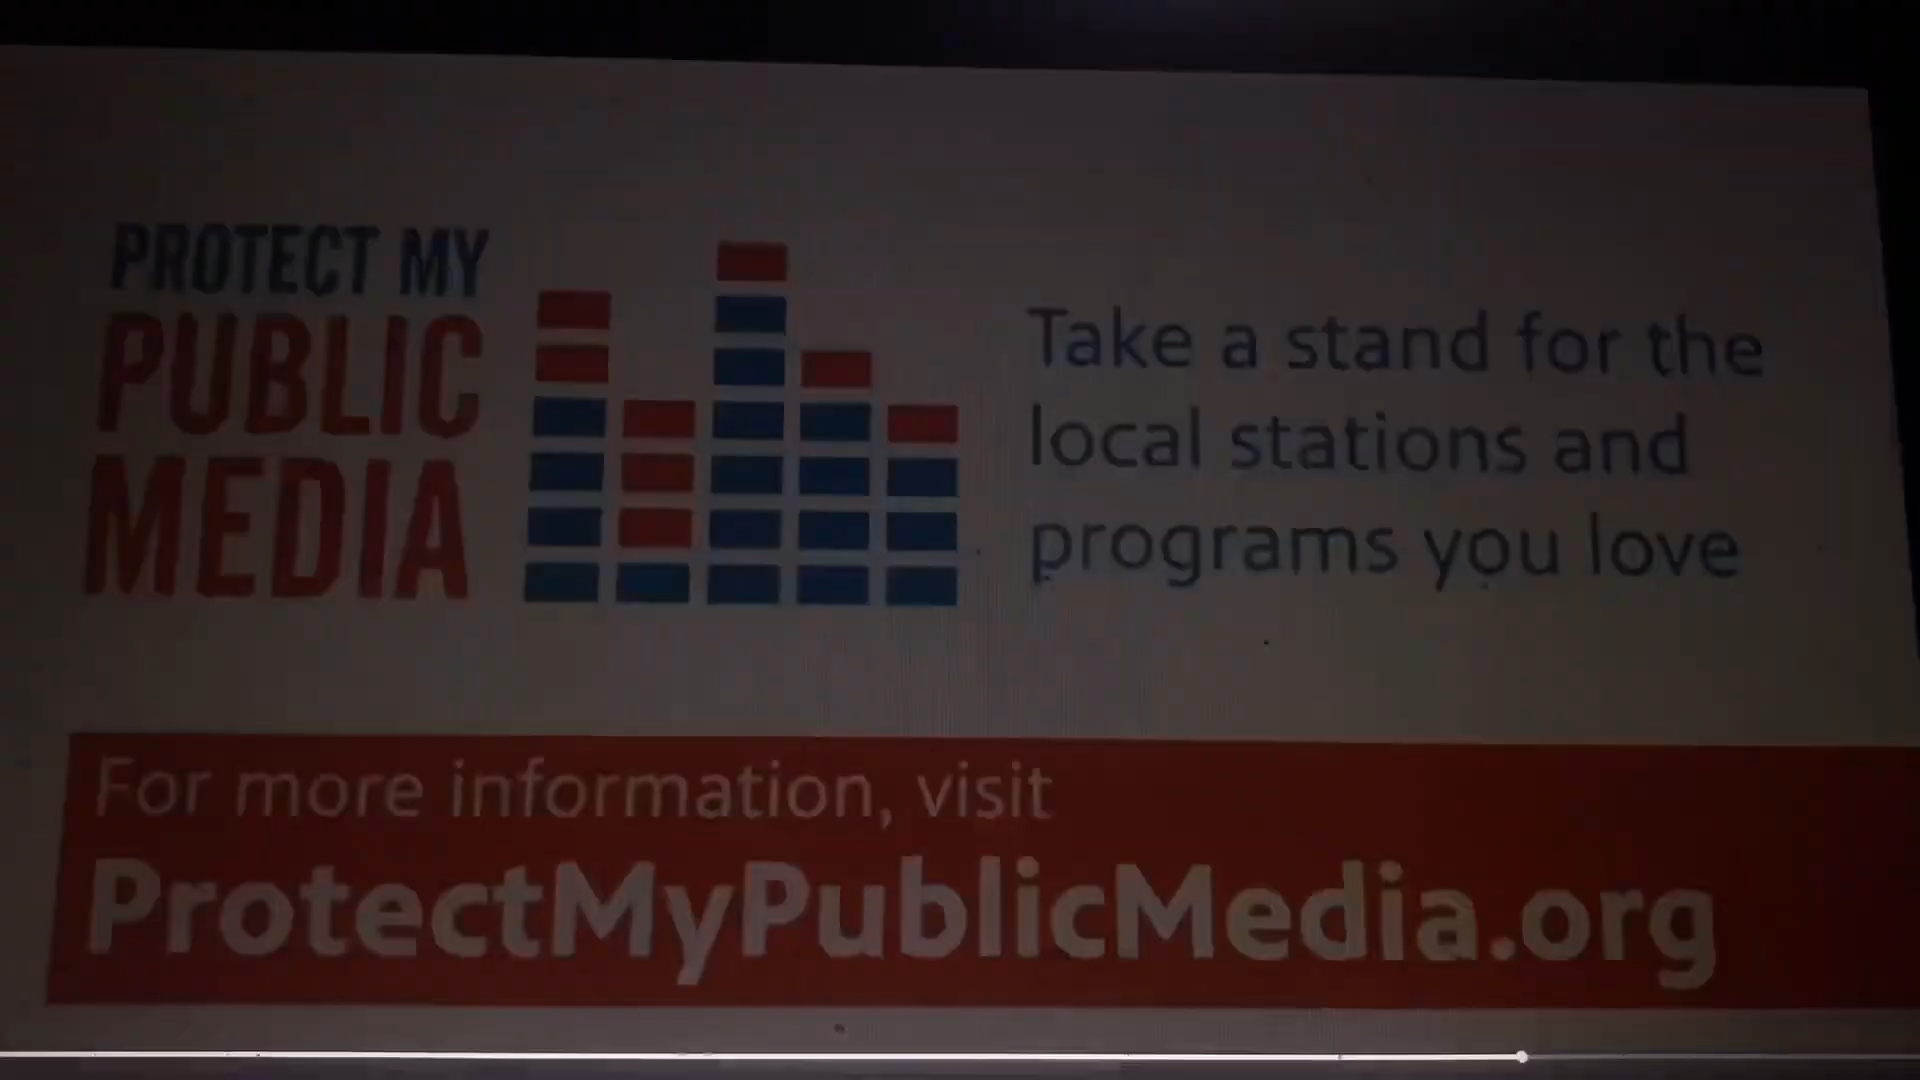 PROTECT MY
PUBLIC
MEDIA
Take a stand for the
local stations and
programs you love
For more information, visit
ProtectMyPublicMedia.org